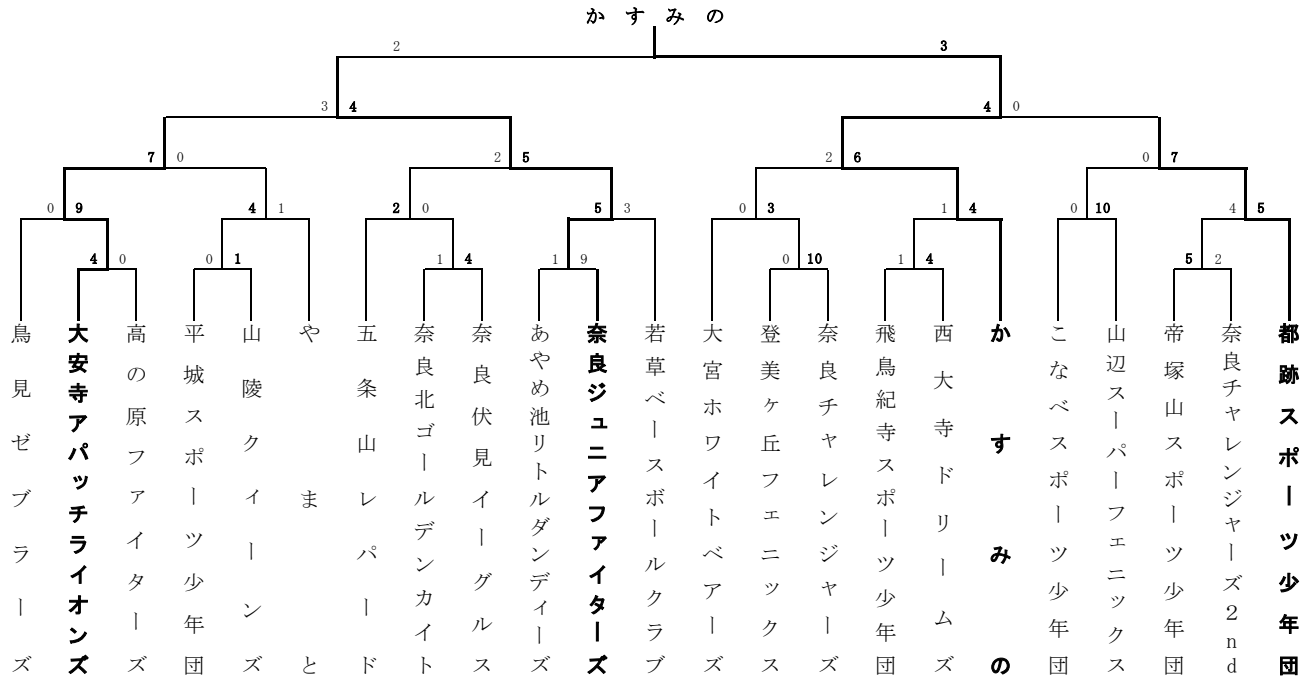 かすみの
2 3
3 4 4 0
7 0 2 5 2 6 0 7
0 9 4 1 2 0 5 3 0 3 1 4 0 10 4 5
4 0 0 1 1 4 1 9 0 10 1 4 5 2
鳥見ゼブラーズ
大安寺アパッチライオンズ
高の原ファイターズ
平城スポーツ少年団
山陵クィーンズ
やまと
五条山レパード
奈良北ゴールデンカイト
奈良伏見イーグルス
あやめ池リトルダンディーズ
奈良ジュニアファイターズ
若草ベースボールクラブ
大宮ホワイトベアーズ
登美ヶ丘フェニックス
奈良チャレンジャーズ
飛鳥紀寺スポーツ少年団
西大寺ドリームズ
かすみの
こなべスポーツ少年団
山辺スーパーフェニックス
帝塚山スポーツ少年団
奈良チャレンジャーズ2nd
都跡スポーツ少年団